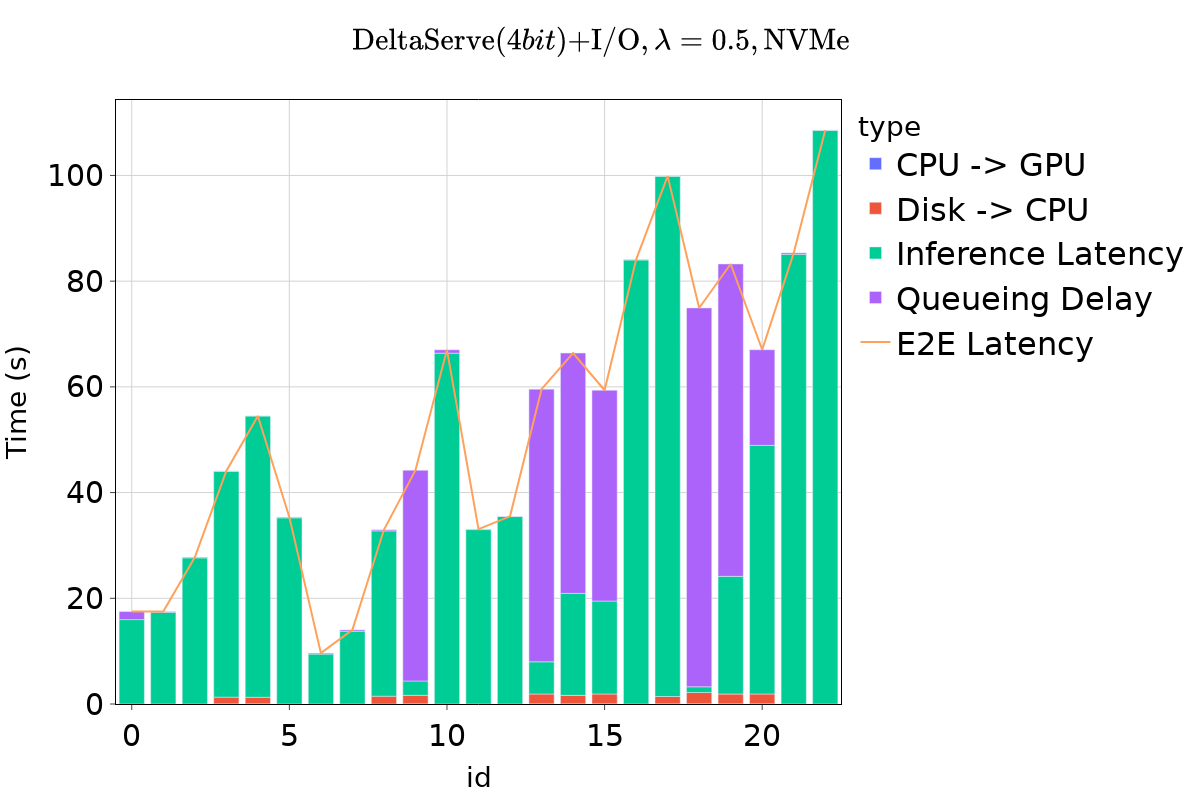 DeltaServe(4bit)+I/O, λ = 0.5, NVMe
type
CPU -> GPU
Disk -> CPU
Inference Latency
Queueing Delay
E2E Latency
Time (s)
100
80
60
40
20
0
0 5 10 15 20
id